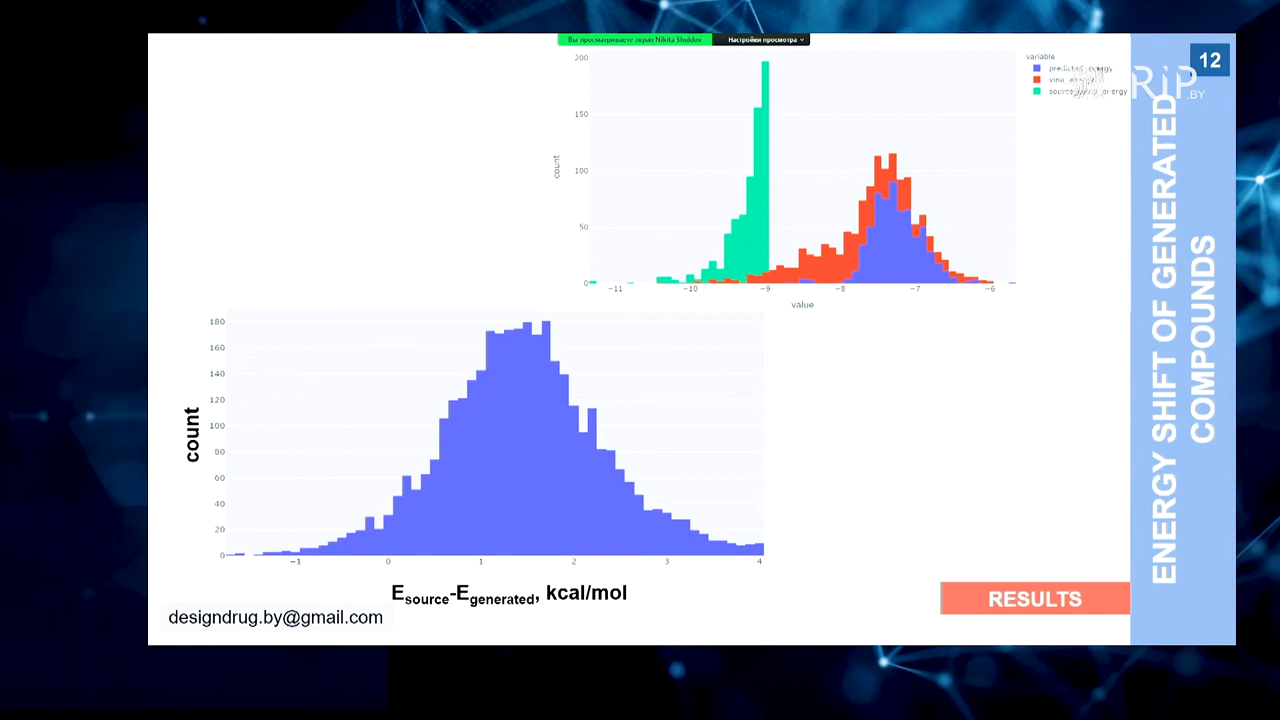 Вы просматриваете экран Nikita Shuldov
Настройки просмотра
12
RIP
.BY
variable
200
150
100
50
0
count
−11
−10
−9
−8
−7
−6
value
180
160
140
120
100
80
60
40
20
0
count
−1
0
1
2
3
4
Esource-Egenerated, kcal/mol
designdrug.by@gmail.com
RESULTS
ENERGY SHIFT OF GENERATED
COMPOUNDS